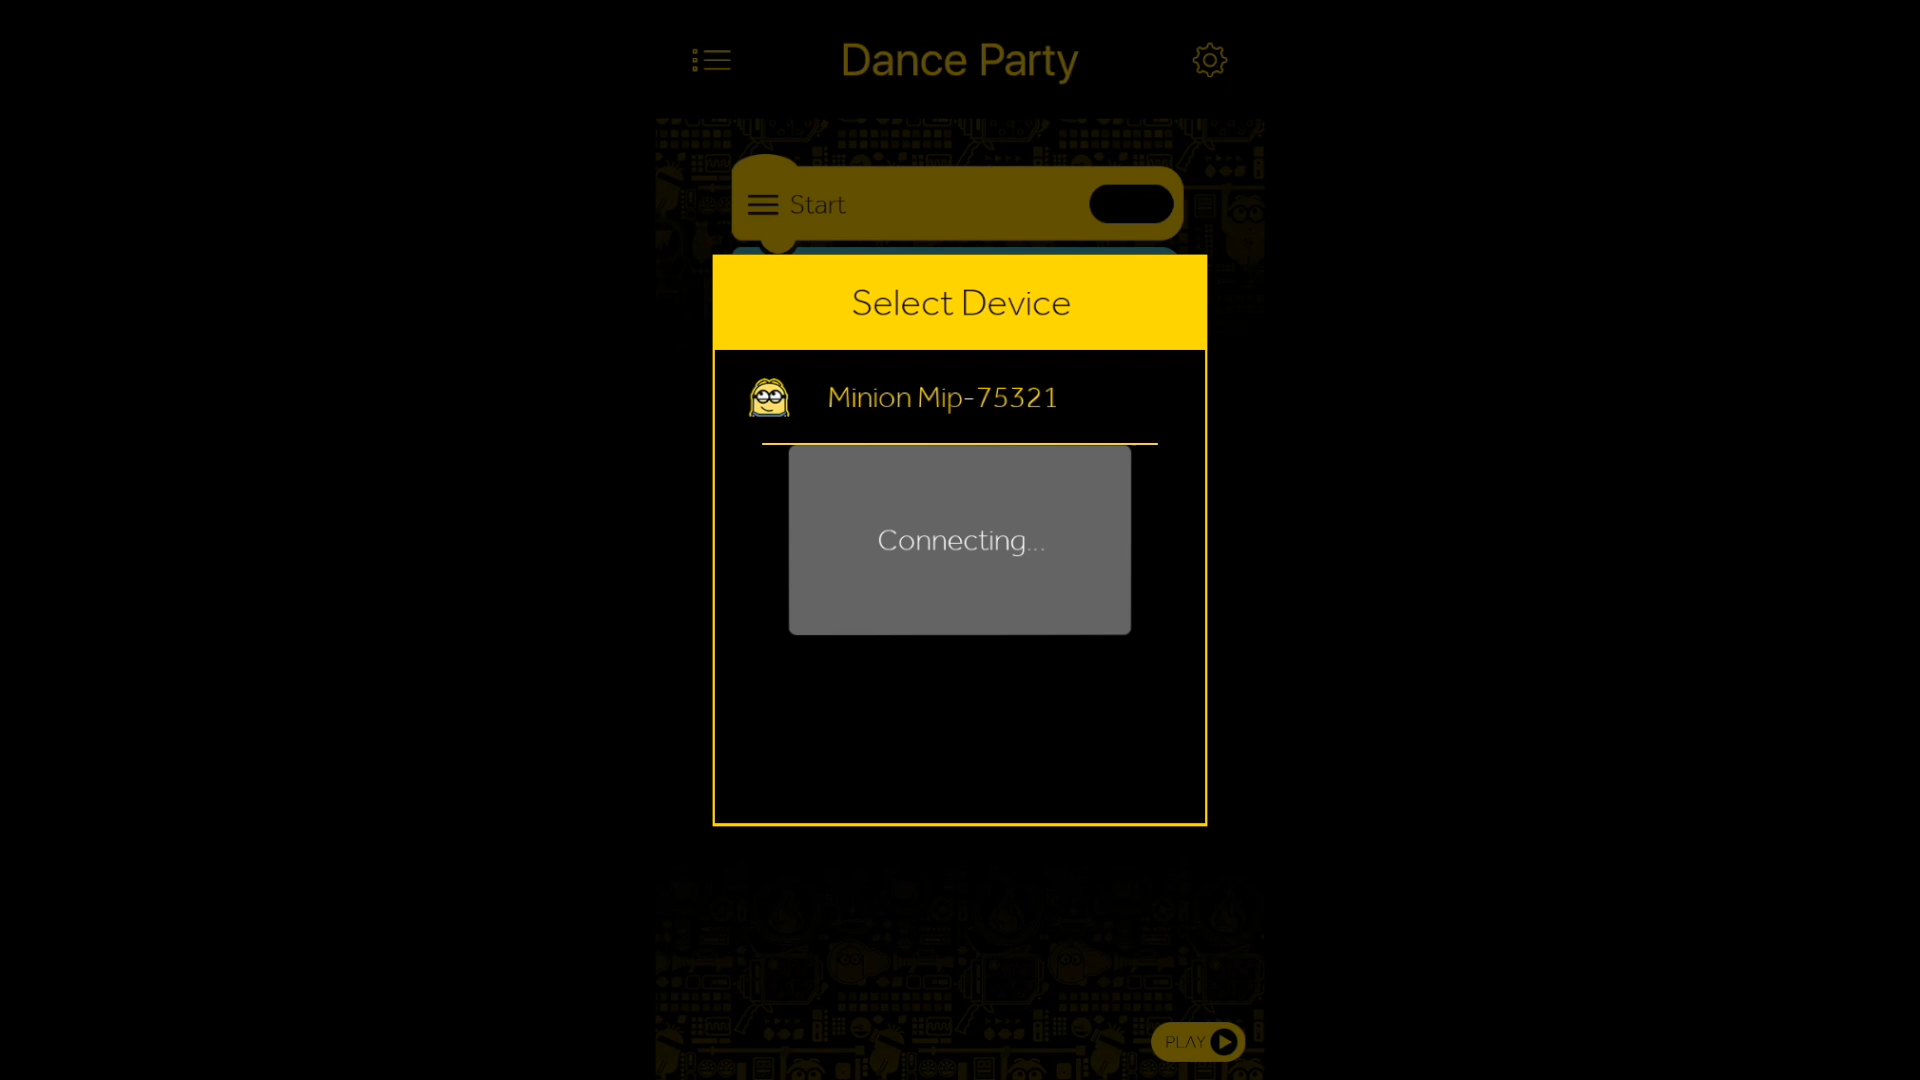 Dance Party
Start
Select Device
Minion Mip-75321
Connecting...
PLAY